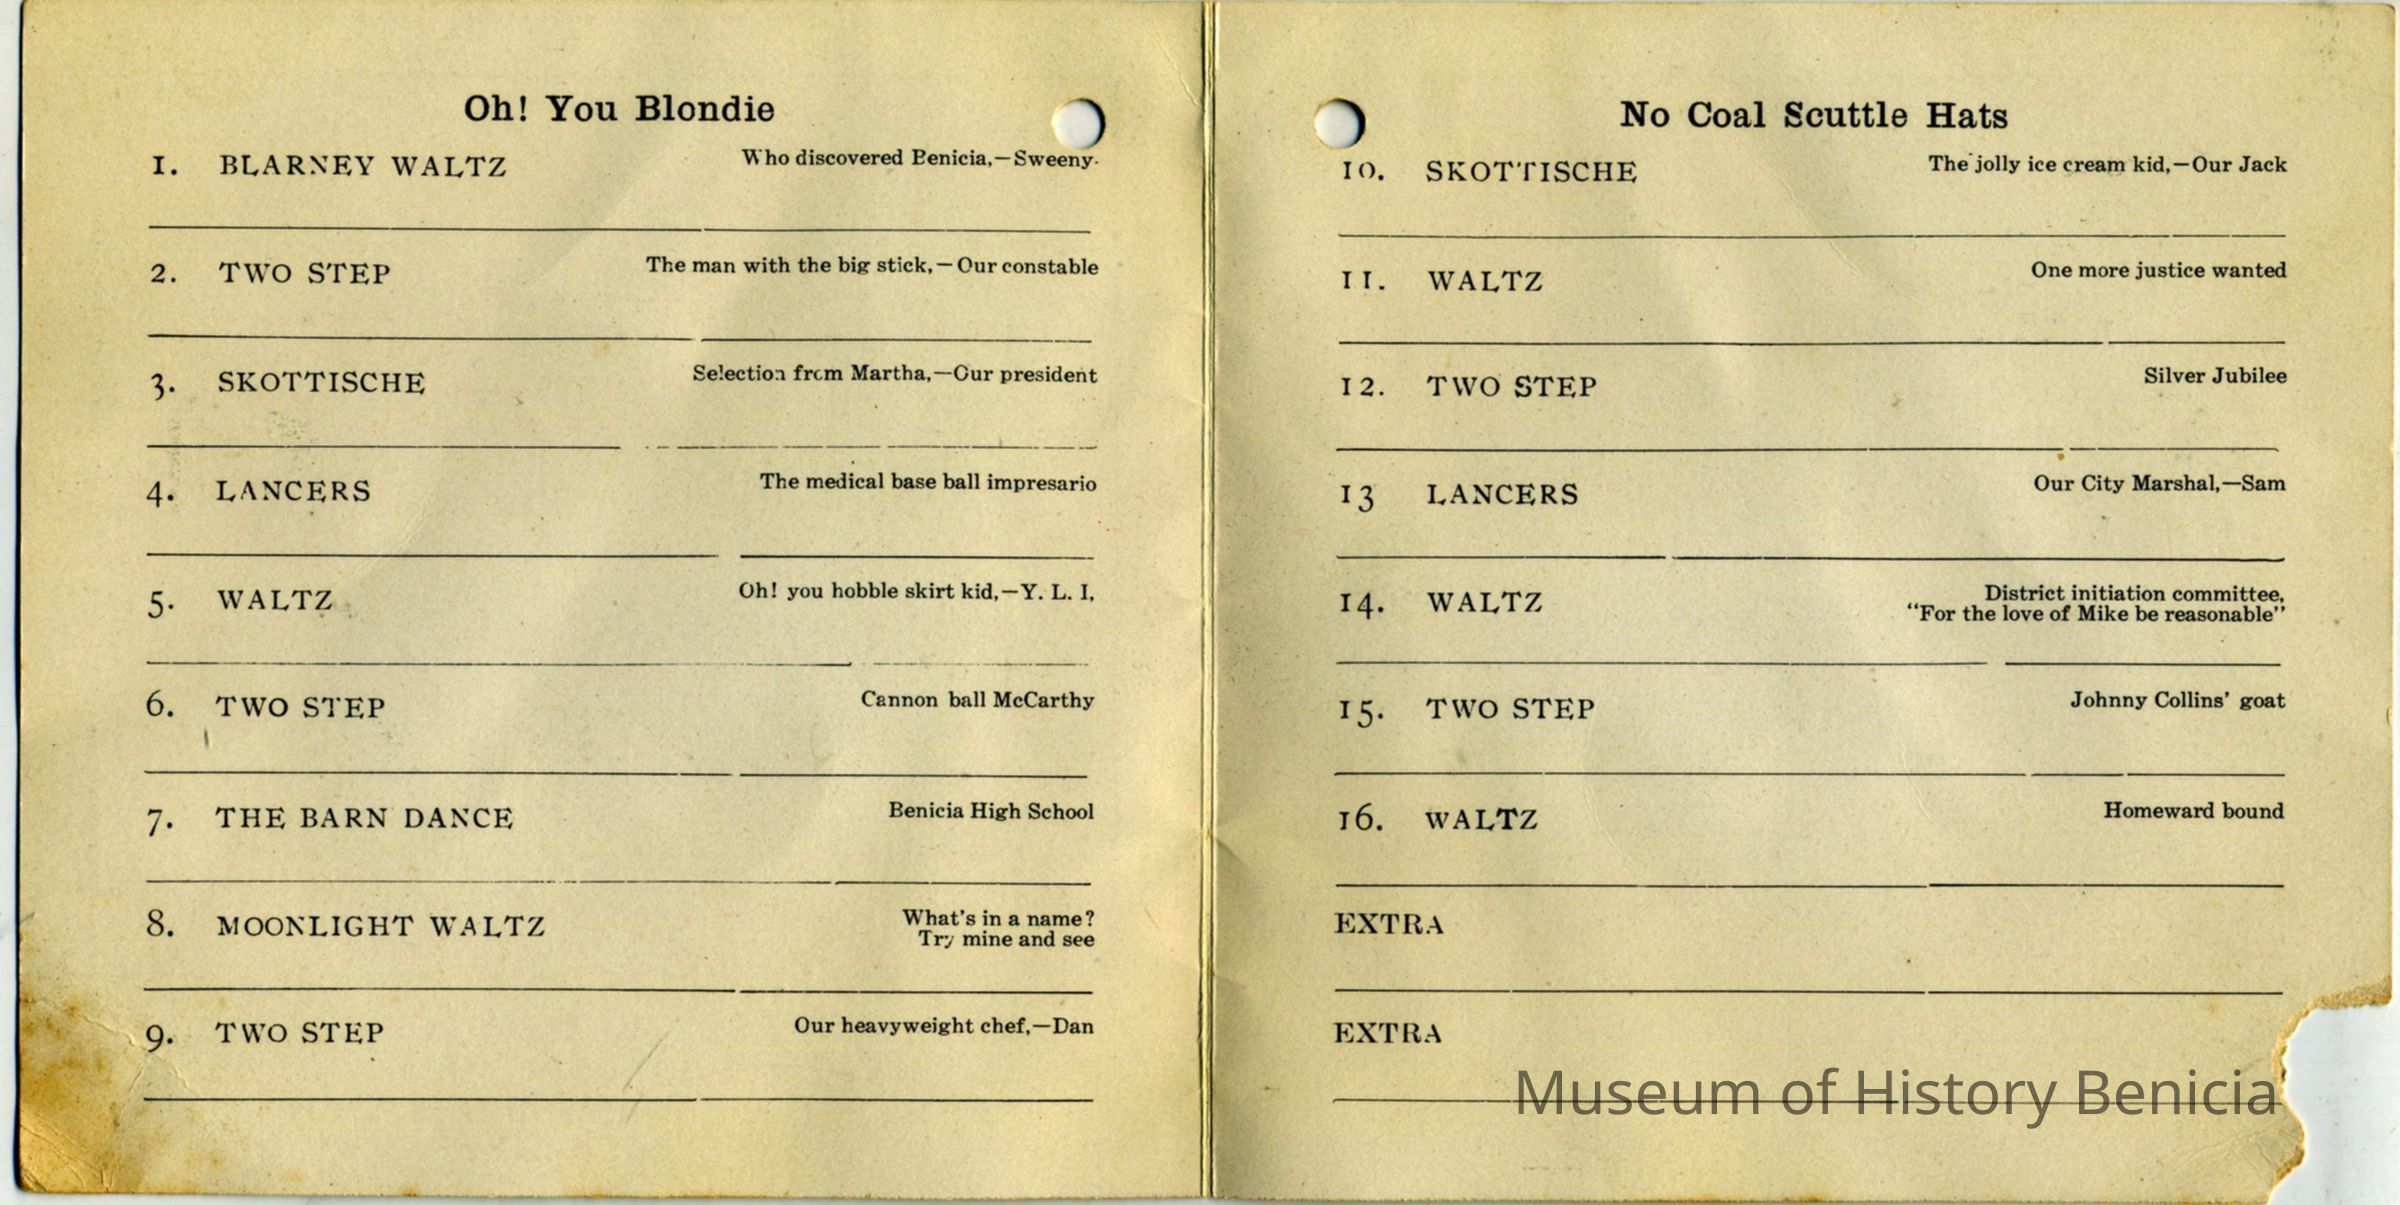 Oh! You Blondie
1. BLARNEY WALTZ Who discovered Benicia,—Sweeny.
2. TWO STEP The man with the big stick,—Our constable
3. SKOTTISCHE Selection from Martha,—Our president
4. LANCERS The medical base ball impresario
5. WALTZ Oh! you hobble skirt kid,—Y. L. I,
6. TWO STEP Cannon ball McCarthy
7. THE BARN DANCE Benicia High School
8. MOONLIGHT WALTZ What's in a name?
Try mine and see
9. TWO STEP Our heavyweight chef,—Dan
No Coal Scuttle Hats
10. SKOTTISCHE The jolly ice cream kid,—Our Jack
11. WALTZ One more justice wanted
12. TWO STEP Silver Jubilee
13 LANCERS Our City Marshal,—Sam
14. WALTZ District initiation committee,
"For the love of Mike be reasonable"
15. TWO STEP Johnny Collins' goat
16. WALTZ Homeward bound
EXTRA
EXTRA
Museum of History Benicia